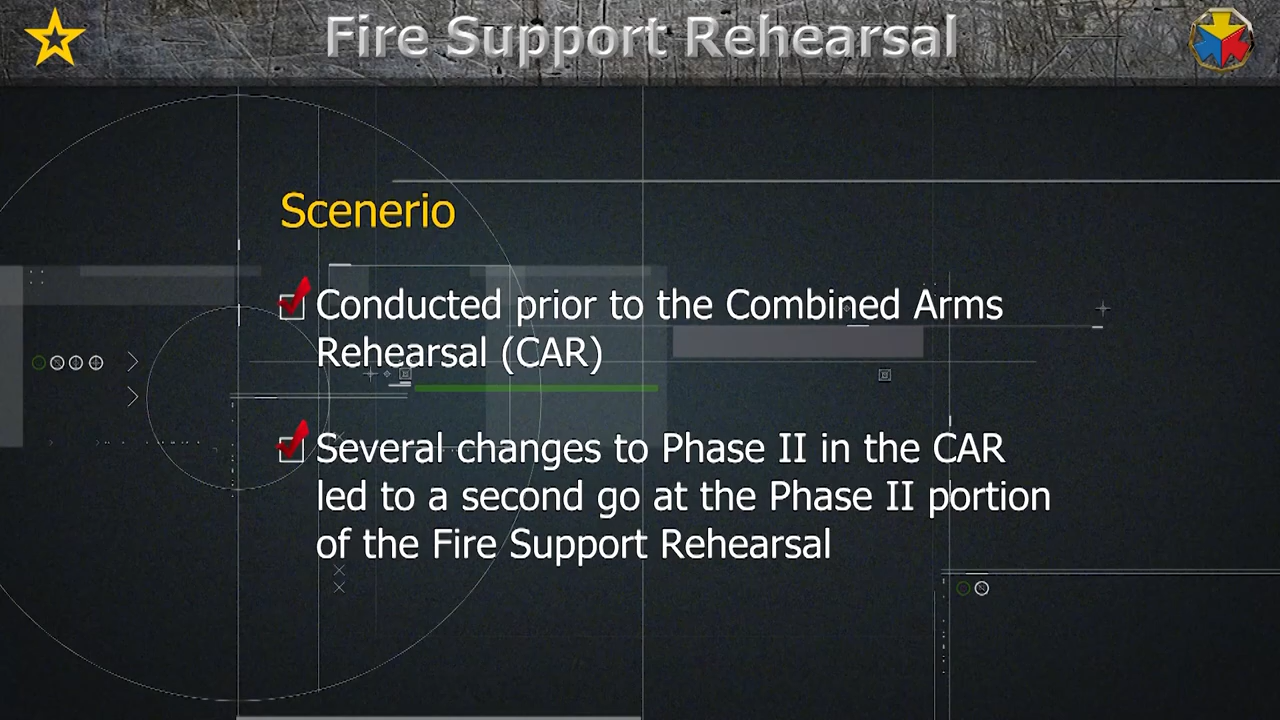 Fire Support Rehearsal
Scenerio
Conducted prior to the Combined Arms
Rehearsal (CAR)
Several changes to Phase II in the CAR
led to a second go at the Phase II portion
of the Fire Support Rehearsal